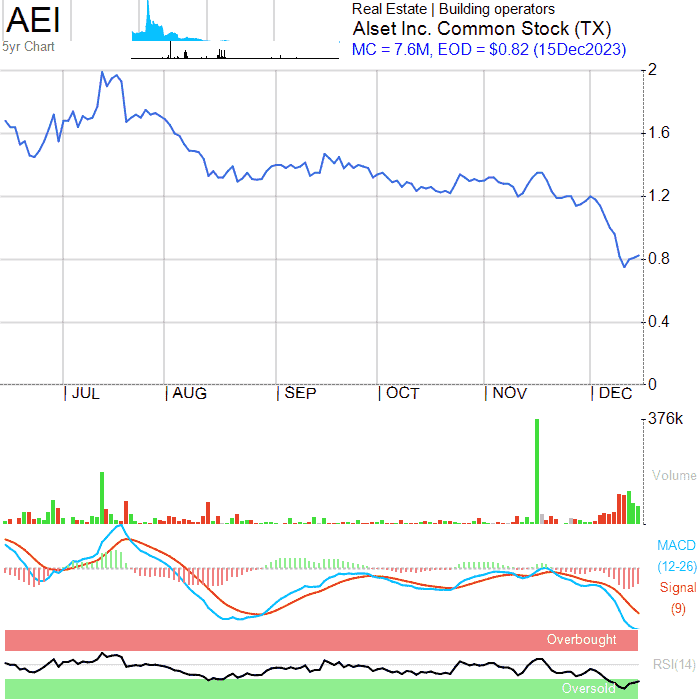 AEI
5yr Chart
Real Estate | Building operators
Alset Inc. Common Stock (TX)
MC = 7.6M, EOD = $0.82 (15Dec2023)
2
1.6
1.2
0.8
0.4
0
| JUL | AUG | SEP | OCT | NOV | DEC
376k
Volume
MACD
(12-26)
Signal
(9)
Overbought
RSI(14)
Oversold